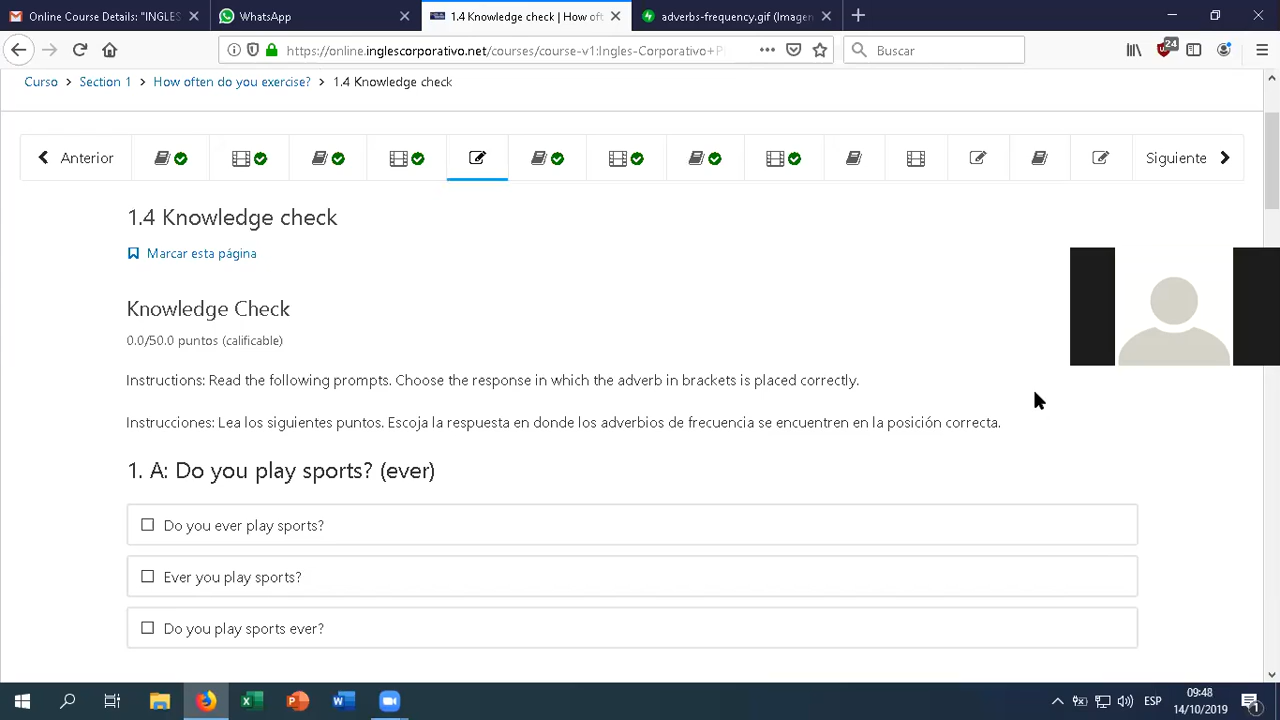 Online Course Details: "INGLES
WhatsApp
1.4 Knowledge check | How oft
adverbs-frequency.gif (Imagen
https://online.inglescorporativo.net/courses/course-v1:Ingles-Corporativo+P
Buscar
24
Curso > Section 1 > How often do you exercise? > 1.4 Knowledge check
Anterior
Siguiente
1.4 Knowledge check
Marcar esta página
Knowledge Check
0.0/50.0 puntos (calificable)
Instructions: Read the following prompts. Choose the response in which the adverb in brackets is placed correctly.
Instrucciones: Lea los siguientes puntos. Escoja la respuesta en donde los adverbios de frecuencia se encuentren en la posición correcta.
1. A: Do you play sports? (ever)
Do you ever play sports?
Ever you play sports?
Do you play sports ever?
ESP
09:48
14/10/2019
1